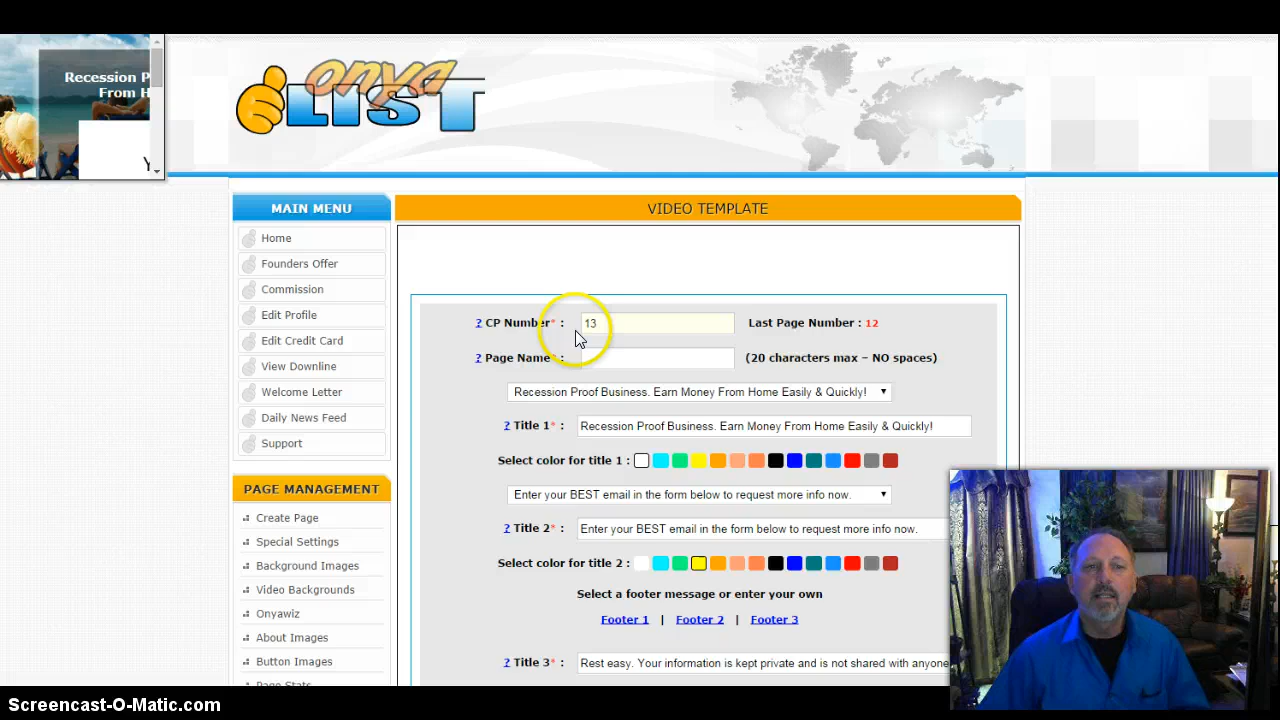 Recession P
From H
Y
onya
LIST
MAIN MENU
Home
Founders Offer
Commission
Edit Profile
Edit Credit Card
View Downline
Welcome Letter
Daily News Feed
Support
PAGE MANAGEMENT
Create Page
Special Settings
Background Images
Video Backgrounds
Onyawiz
About Images
Button Images
Page Stats
VIDEO TEMPLATE
? CP Number* : 13 Last Page Number : 12
? Page Name* : (20 characters max – NO spaces)
Recession Proof Business. Earn Money From Home Easily & Quickly!
? Title 1* : Recession Proof Business. Earn Money From Home Easily & Quickly!
Select color for title 1 :
Enter your BEST email in the form below to request more info now.
? Title 2* : Enter your BEST email in the form below to request more info now.
Select color for title 2 :
Select a footer message or enter your own
Footer 1 | Footer 2 | Footer 3
? Title 3* : Rest easy. Your information is kept private and is not shared with anyone
Screencast-O-Matic.com